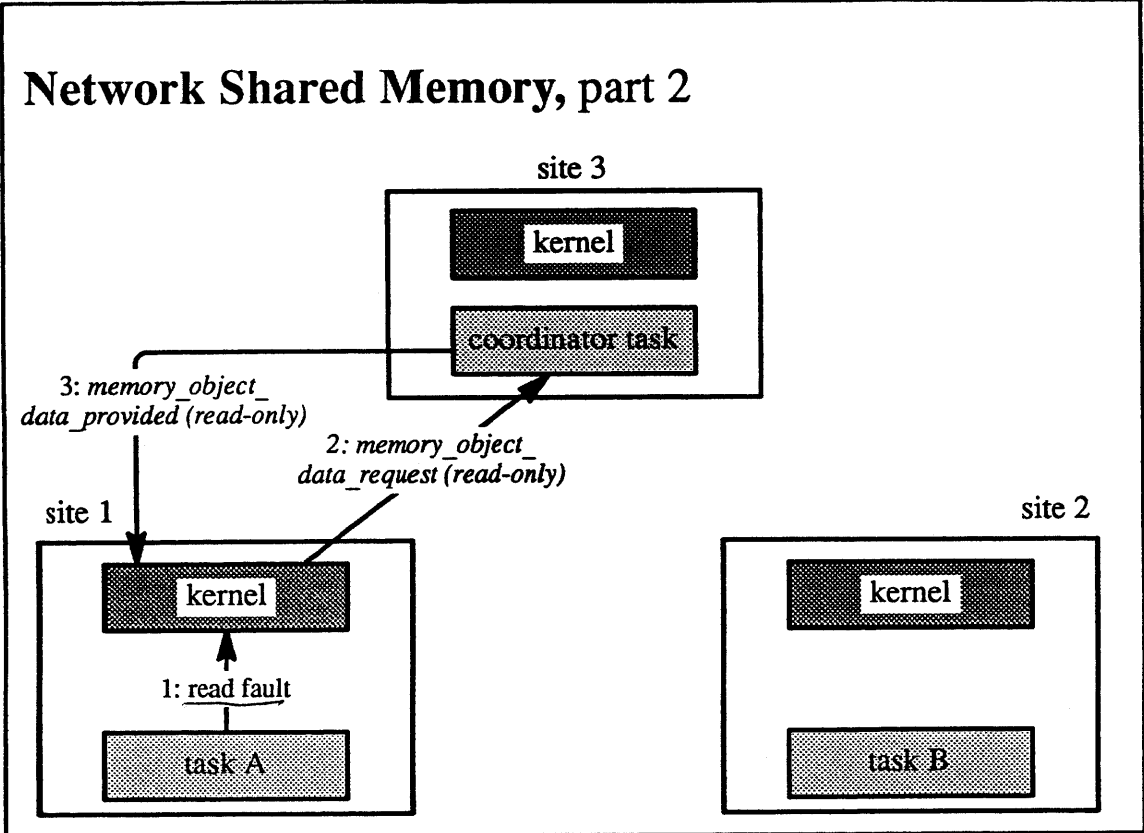 Network Shared Memory, part 2
site 3
kernel
coordinator task
3: memory_object_
data_provided (read-only)
2: memory_object_
data_request (read-only)
site 1
kernel
1: read fault
task A
site 2
kernel
task B